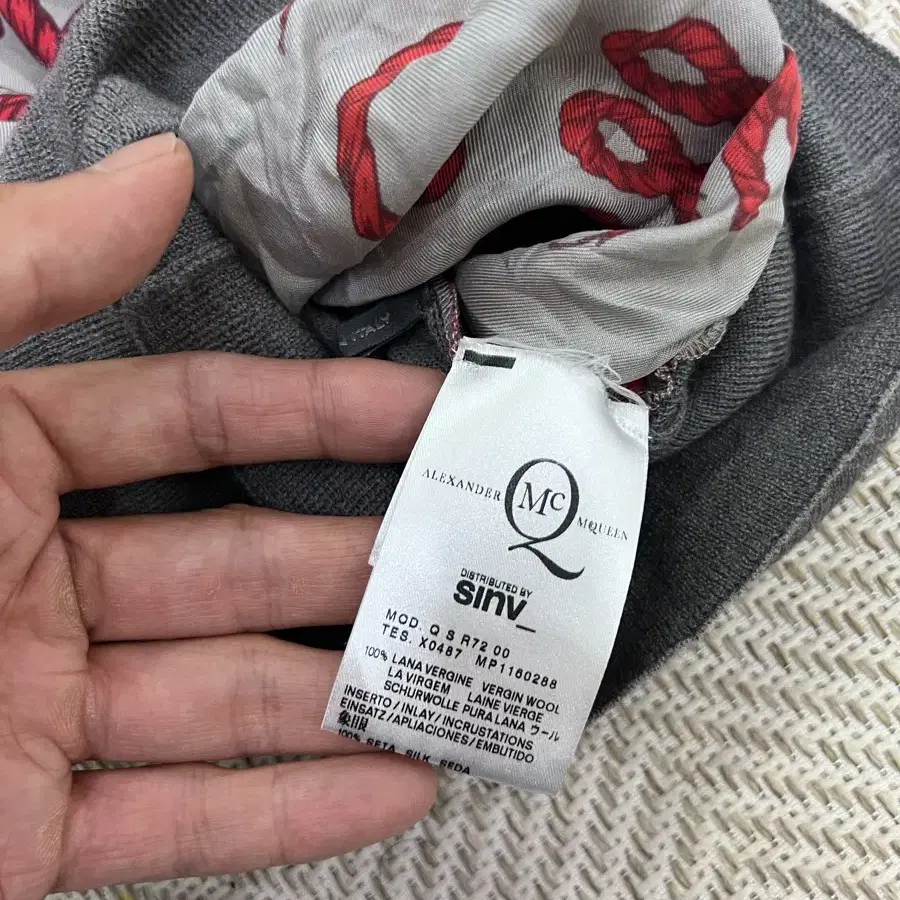 ITALY
ALEXANDER McQ MCQUEEN
DISTRIBUTED BY
sinv_
MOD. Q S R72 00
TES. X0487 MP1160288
100% LANA VERGINE VERGIN WOOL
LA VIRGEM LAINE VIERGE
SCHURWOLLE PURA LANA ウール
INSERTO/INLAY/INCRUSTATIONS
EINSATZ/APLIACIONES/EMBUTIDO
100% SETA SILK SEDA